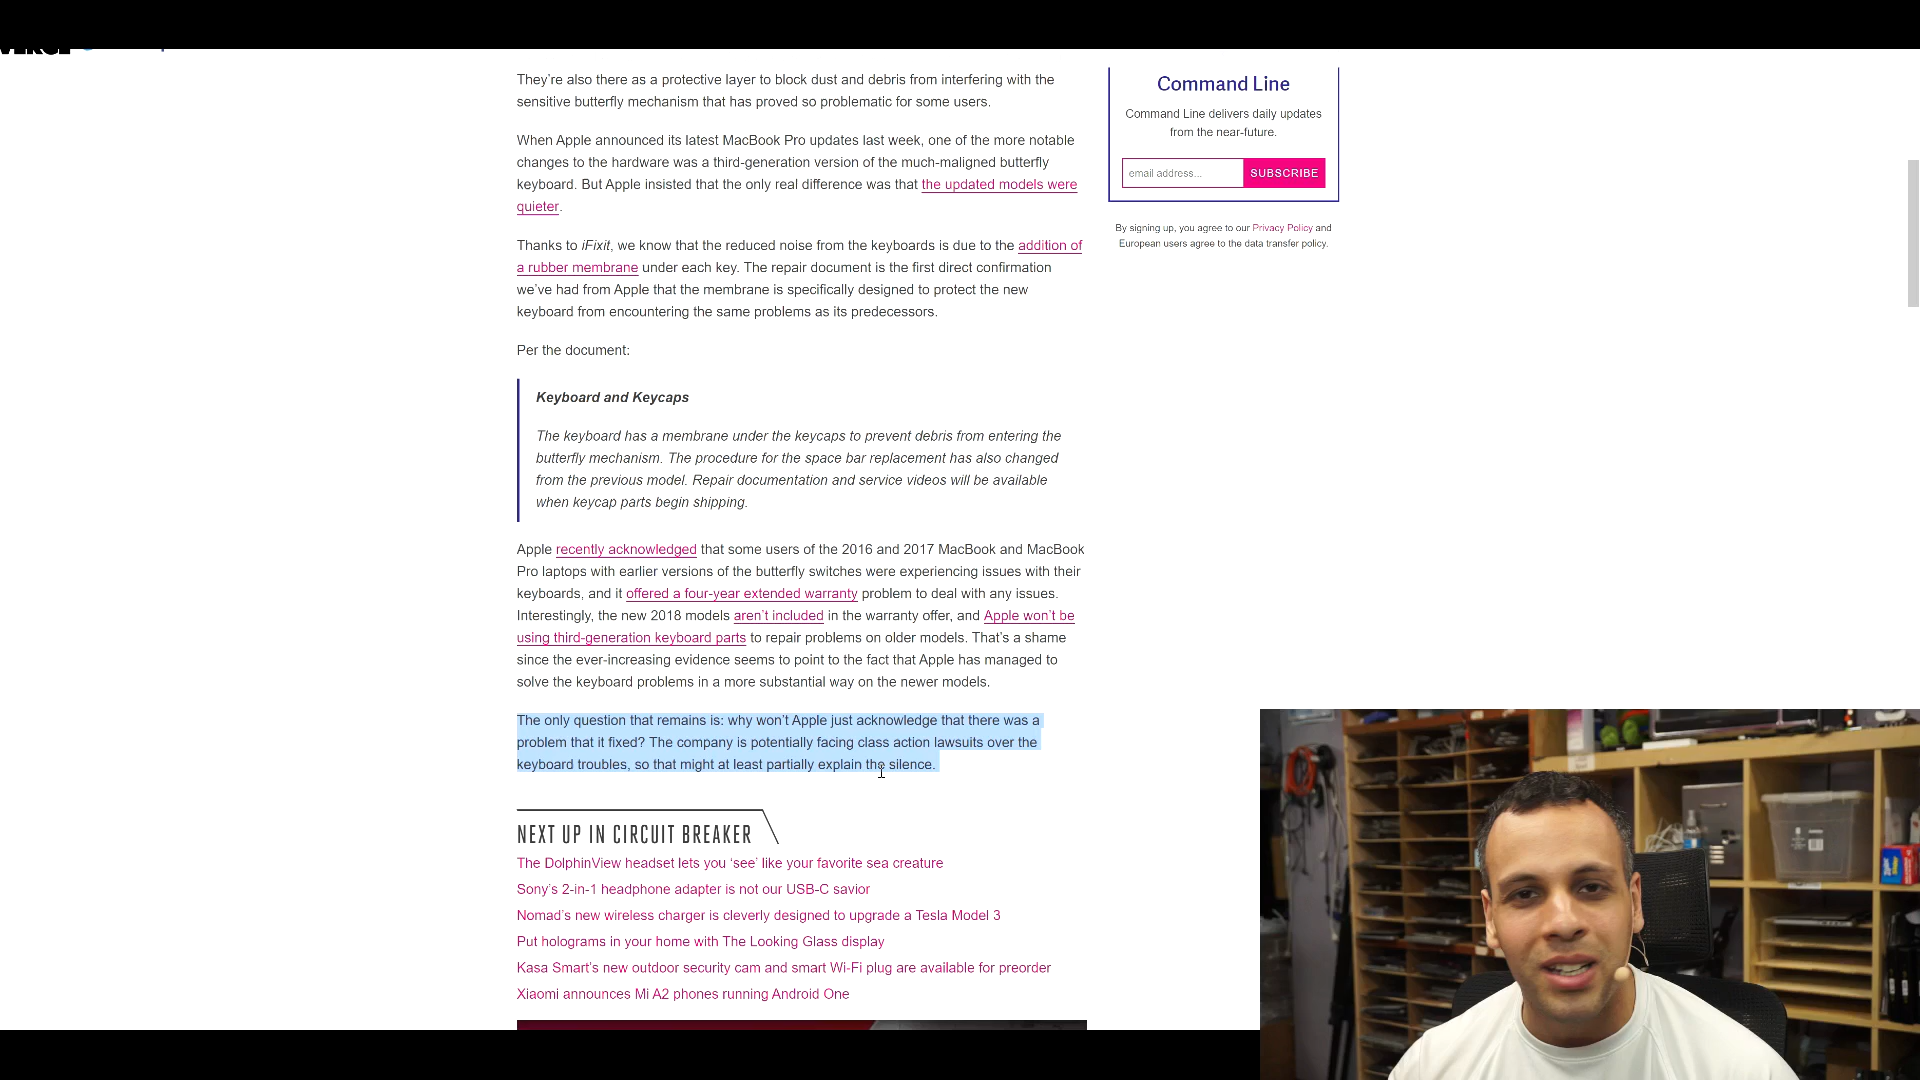 They’re also there as a protective layer to block dust and debris from interfering with the
sensitive butterfly mechanism that has proved so problematic for some users.
When Apple announced its latest MacBook Pro updates last week, one of the more notable
changes to the hardware was a third-generation version of the much-maligned butterfly
keyboard. But Apple insisted that the only real difference was that the updated models were
quieter.
Thanks to iFixit, we know that the reduced noise from the keyboards is due to the addition of
a rubber membrane under each key. The repair document is the first direct confirmation
we’ve had from Apple that the membrane is specifically designed to protect the new
keyboard from encountering the same problems as its predecessors.
Per the document:
Keyboard and Keycaps
The keyboard has a membrane under the keycaps to prevent debris from entering the
butterfly mechanism. The procedure for the space bar replacement has also changed
from the previous model. Repair documentation and service videos will be available
when keycap parts begin shipping.
Apple recently acknowledged that some users of the 2016 and 2017 MacBook and MacBook
Pro laptops with earlier versions of the butterfly switches were experiencing issues with their
keyboards, and it offered a four-year extended warranty problem to deal with any issues.
Interestingly, the new 2018 models aren’t included in the warranty offer, and Apple won’t be
using third-generation keyboard parts to repair problems on older models. That’s a shame
since the ever-increasing evidence seems to point to the fact that Apple has managed to
solve the keyboard problems in a more substantial way on the newer models.
The only question that remains is: why won’t Apple just acknowledge that there was a
problem that it fixed? The company is potentially facing class action lawsuits over the
keyboard troubles, so that might at least partially explain the silence.
NEXT UP IN CIRCUIT BREAKER
The DolphinView headset lets you ‘see’ like your favorite sea creature
Sony’s 2-in-1 headphone adapter is not our USB-C savior
Nomad’s new wireless charger is cleverly designed to upgrade a Tesla Model 3
Put holograms in your home with The Looking Glass display
Kasa Smart’s new outdoor security cam and smart Wi-Fi plug are available for preorder
Xiaomi announces Mi A2 phones running Android One
Command Line
Command Line delivers daily updates
from the near-future.
email address... SUBSCRIBE
By signing up, you agree to our Privacy Policy and
European users agree to the data transfer policy.